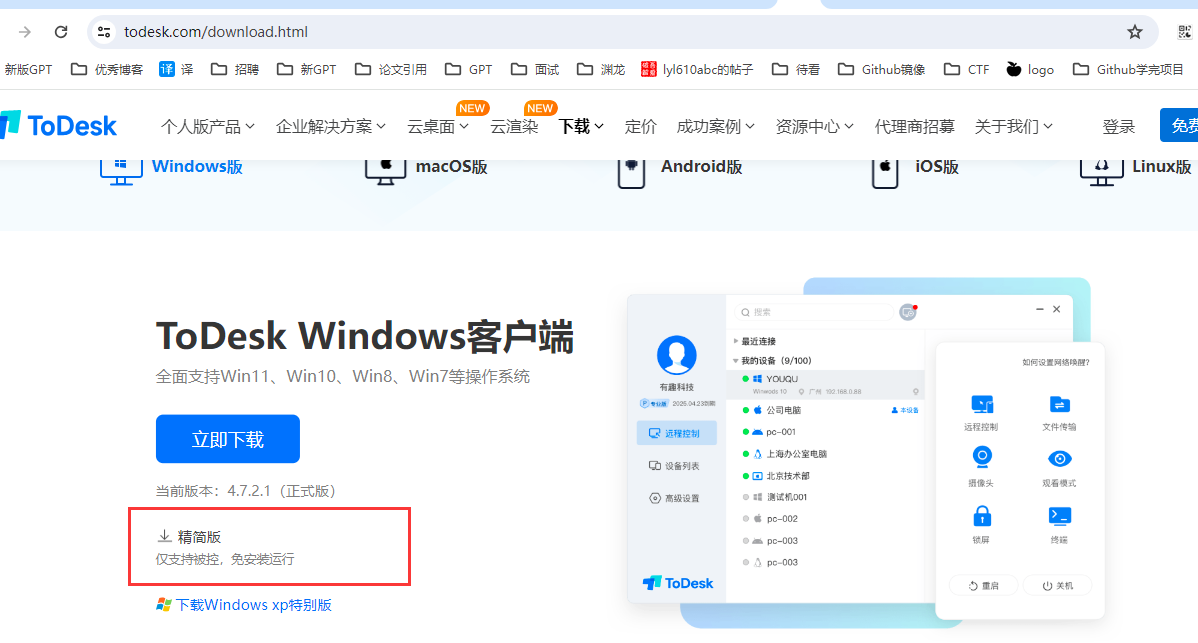 todesk.com/download.html
新版GPT 优秀博客 译 译 招聘 新GPT 论文引用 GPT 面试 渊龙 吾爱破解 lyl610abc的帖子 待看 Github镜像 CTF logo Github学完项目
NEW NEW
ToDesk 个人版产品 企业解决方案 云桌面 云渲染 下载 定价 成功案例 资源中心 代理商招募 关于我们 登录 免费
Windows版 macOS版 Android版 iOS版 Linux版
ToDesk Windows客户端
全面支持Win11、Win10、Win8、Win7等操作系统
立即下载
当前版本：4.7.2.1（正式版）
精简版
仅支持被控，免安装运行
下载Windows xp特别版
有趣科技
专业版 2025.04.23到期
远程控制
设备列表
高级设置
ToDesk
搜索
最近连接
我的设备（9/100）
YOUQU
Winwods 10 广州 192.168.0.88
公司电脑 本设备
pc-001
上海办公室电脑
北京技术部
测试机001
pc-002
pc-003
pc-003
如何设置网络唤醒?
远程控制 文件传输
摄像头 观看模式
锁屏 终端
重启 关机